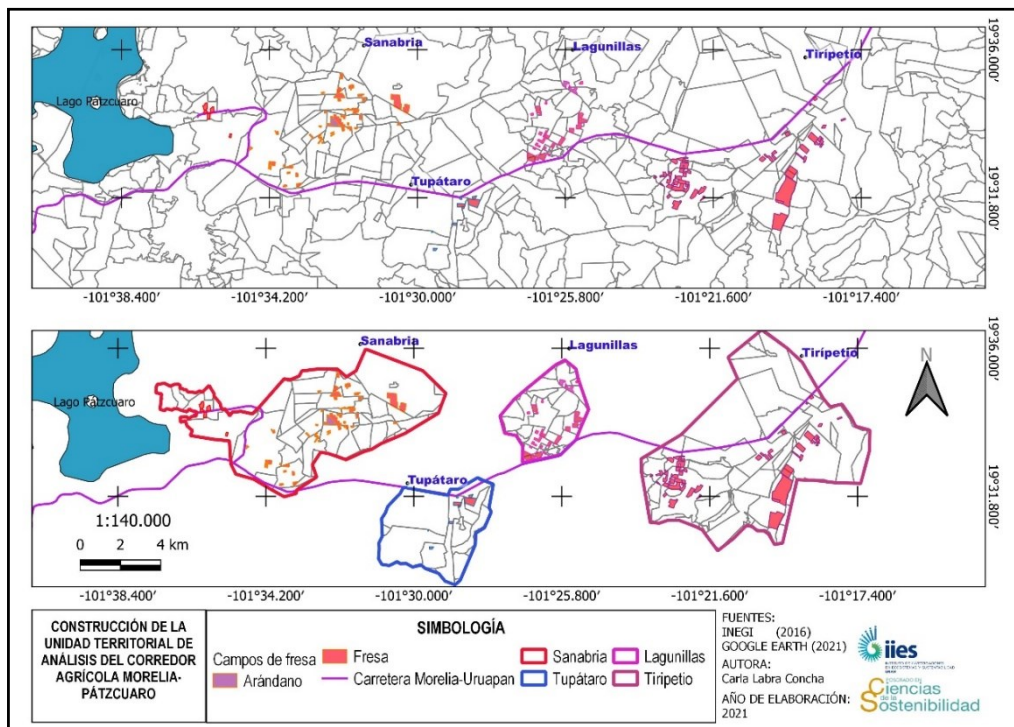 Sanabria
Lagunillas
Tirípetío
Lago Pátzcuaro
Tupátaro
19°36.000'
19°31.800'
-101°38.400' -101°34.200' -101°30.000' -101°25.800' -101°21.600' -101°17.400'
Sanabria
Lagunillas
Tirípetío
Lago Pátzcuaro
Tupátaro
N
19°36.000'
19°31.800'
1:140.000
0 2 4 km
-101°38.400' -101°34.200' -101°30.000' -101°25.800' -101°21.600' -101°17.400'
CONSTRUCCIÓN DE LA
UNIDAD TERRITORIAL DE
ANÁLISIS DEL CORREDOR
AGRÍCOLA MORELIA-
PÁTZCUARO
SIMBOLOGÍA
Campos de fresa Fresa
Arándano
Carretera Morelia-Uruapan
Sanabria
Tupátaro
Lagunillas
Tiripetio
FUENTES:
INEGI (2016)
GOOGLE EARTH (2021)
AUTORA:
Carla Labra Concha
AÑO DE ELABORACIÓN:
2021
iies
Ciencias
de la
Sostenibilidad